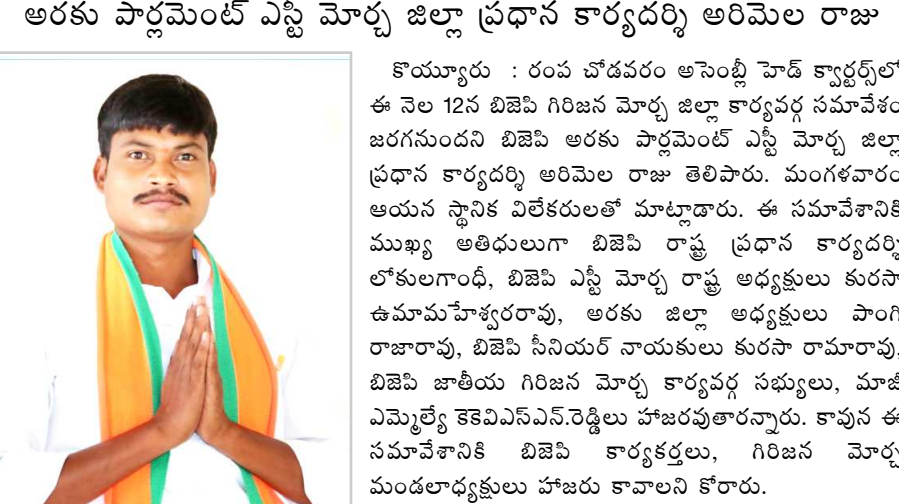 అరకు పార్లమెంట్ ఎస్టీ మోర్చ జిల్లా ప్రధాన కార్యదర్శి అరిమెల రాజు
కొయ్యూరు : రంప చోడవరం అసెంబ్లీ హెడ్ క్వార్టర్స్‌లో
ఈ నెల 12న బిజెపి గిరిజన మోర్చ జిల్లా కార్యవర్గ సమావేశం
జరగనుందని బిజెపి అరకు పార్లమెంట్ ఎస్టీ మోర్చ జిల్లా
ప్రధాన కార్యదర్శి అరిమెల రాజు తెలిపారు. మంగళవారం
ఆయన స్థానిక విలేకరులతో మాట్లాడారు. ఈ సమావేశానికి
ముఖ్య అతిధులుగా బిజెపి రాష్ట్ర ప్రధాన కార్యదర్శి
లోకులగాంధీ, బిజెపి ఎస్టీ మోర్చ రాష్ట్ర అధ్యక్షులు కురసా
ఉమామహేశ్వరరావు, అరకు జిల్లా అధ్యక్షులు పాంగి
రాజారావు, బిజెపి సీనియర్ నాయకులు కురసా రామారావు,
బిజెపి జాతీయ గిరిజన మోర్చ కార్యవర్గ సభ్యులు, మాజీ
ఎమ్మెల్యే కెకెవిఎస్ఎన్.రెడ్డిలు హాజరవుతారన్నారు. కావున ఈ
సమావేశానికి బిజెపి కార్యకర్తలు, గిరిజన మోర్చ
మండలాధ్యక్షులు హాజరు కావాలని కోరారు.